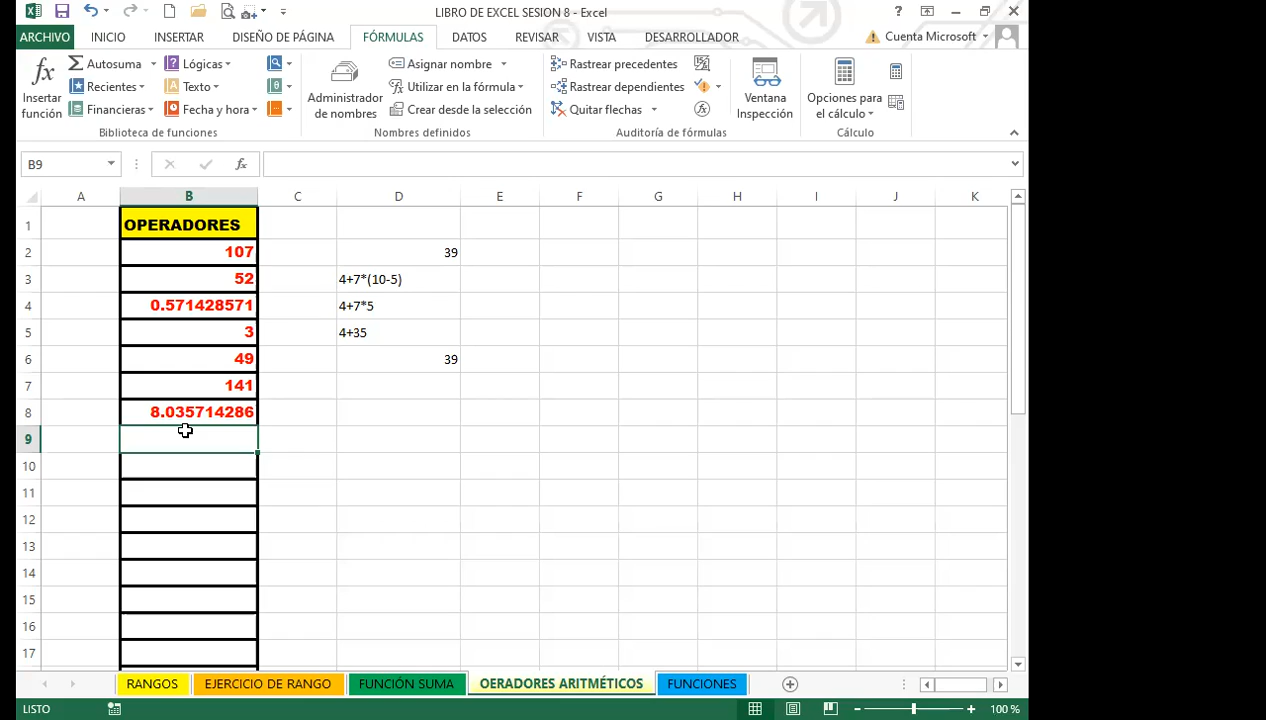 LIBRO DE EXCEL SESION 8 - Excel
ARCHIVO INICIO INSERTAR DISEÑO DE PÁGINA FÓRMULAS DATOS REVISAR VISTA DESARROLLADOR Cuenta Microsoft
fx Insertar función
Autosuma
Recientes
Financieras
Lógicas
Texto
Fecha y hora
Biblioteca de funciones
Administrador de nombres
Asignar nombre
Utilizar en la fórmula
Crear desde la selección
Nombres definidos
Rastrear precedentes
Rastrear dependientes
Quitar flechas
Ventana Inspección
Auditoría de fórmulas
Opciones para el cálculo
Cálculo
B9 fx
A B C D E F G H I J K
1 OPERADORES
2 107 39
3 52 4+7*(10-5)
4 0.571428571 4+7*5
5 3 4+35
6 49 39
7 141
8 8.035714286
9
10
11
12
13
14
15
16
17
RANGOS EJERCICIO DE RANGO FUNCIÓN SUMA OERADORES ARITMÉTICOS FUNCIONES
LISTO 100 %